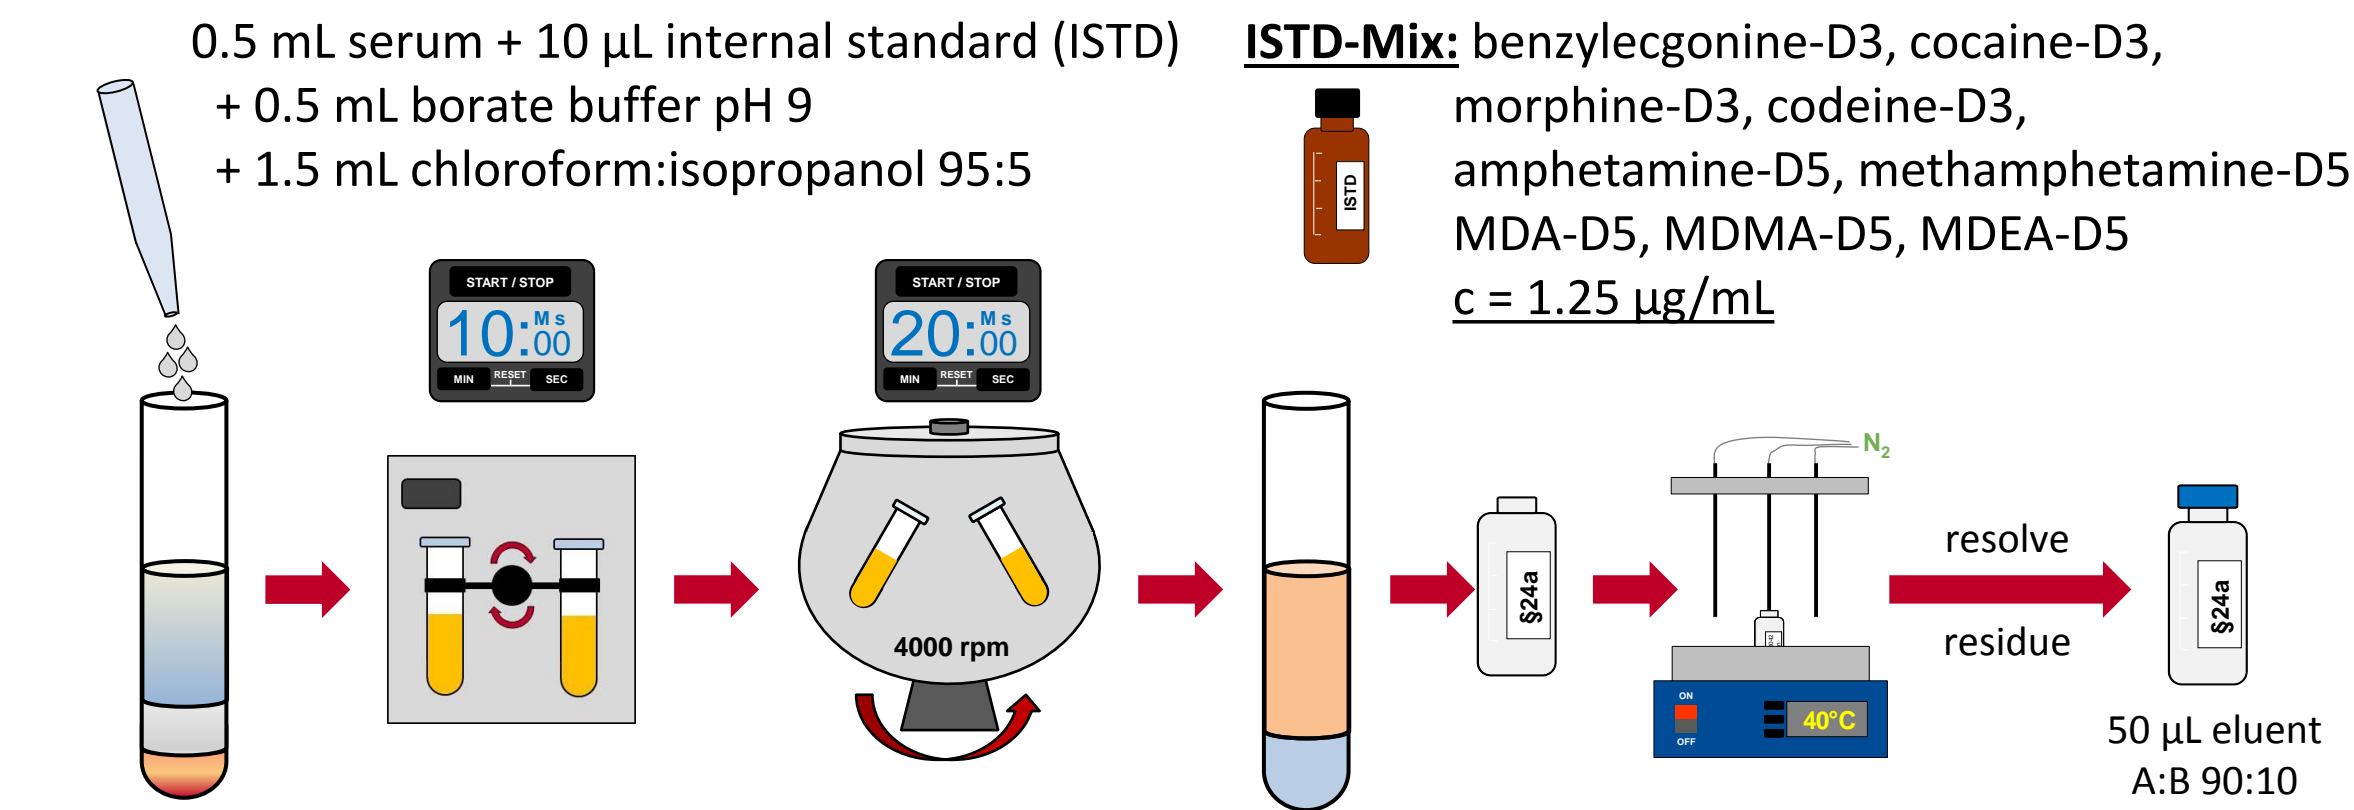 0.5 mL serum + 10 µL internal standard (ISTD)
+ 0.5 mL borate buffer pH 9
+ 1.5 mL chloroform:isopropanol 95:5
ISTD-Mix: benzylecgonine-D3, cocaine-D3,
morphine-D3, codeine-D3,
amphetamine-D5, methamphetamine-D5
MDA-D5, MDMA-D5, MDEA-D5
c = 1.25 µg/mL
ISTD
START / STOP
10:00
M s
MIN
RESET
SEC
START / STOP
20:00
M s
MIN
RESET
SEC
4000 rpm
§24a
N₂
ON
OFF
40°C
resolve
residue
§24a
50 µL eluent
A:B 90:10